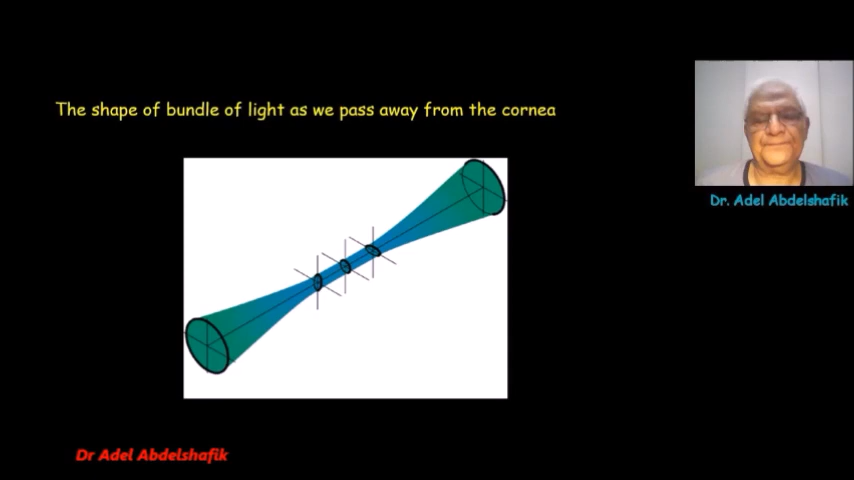 The shape of bundle of light as we pass away from the cornea
Dr. Adel Abdelshafik
Dr Adel Abdelshafik